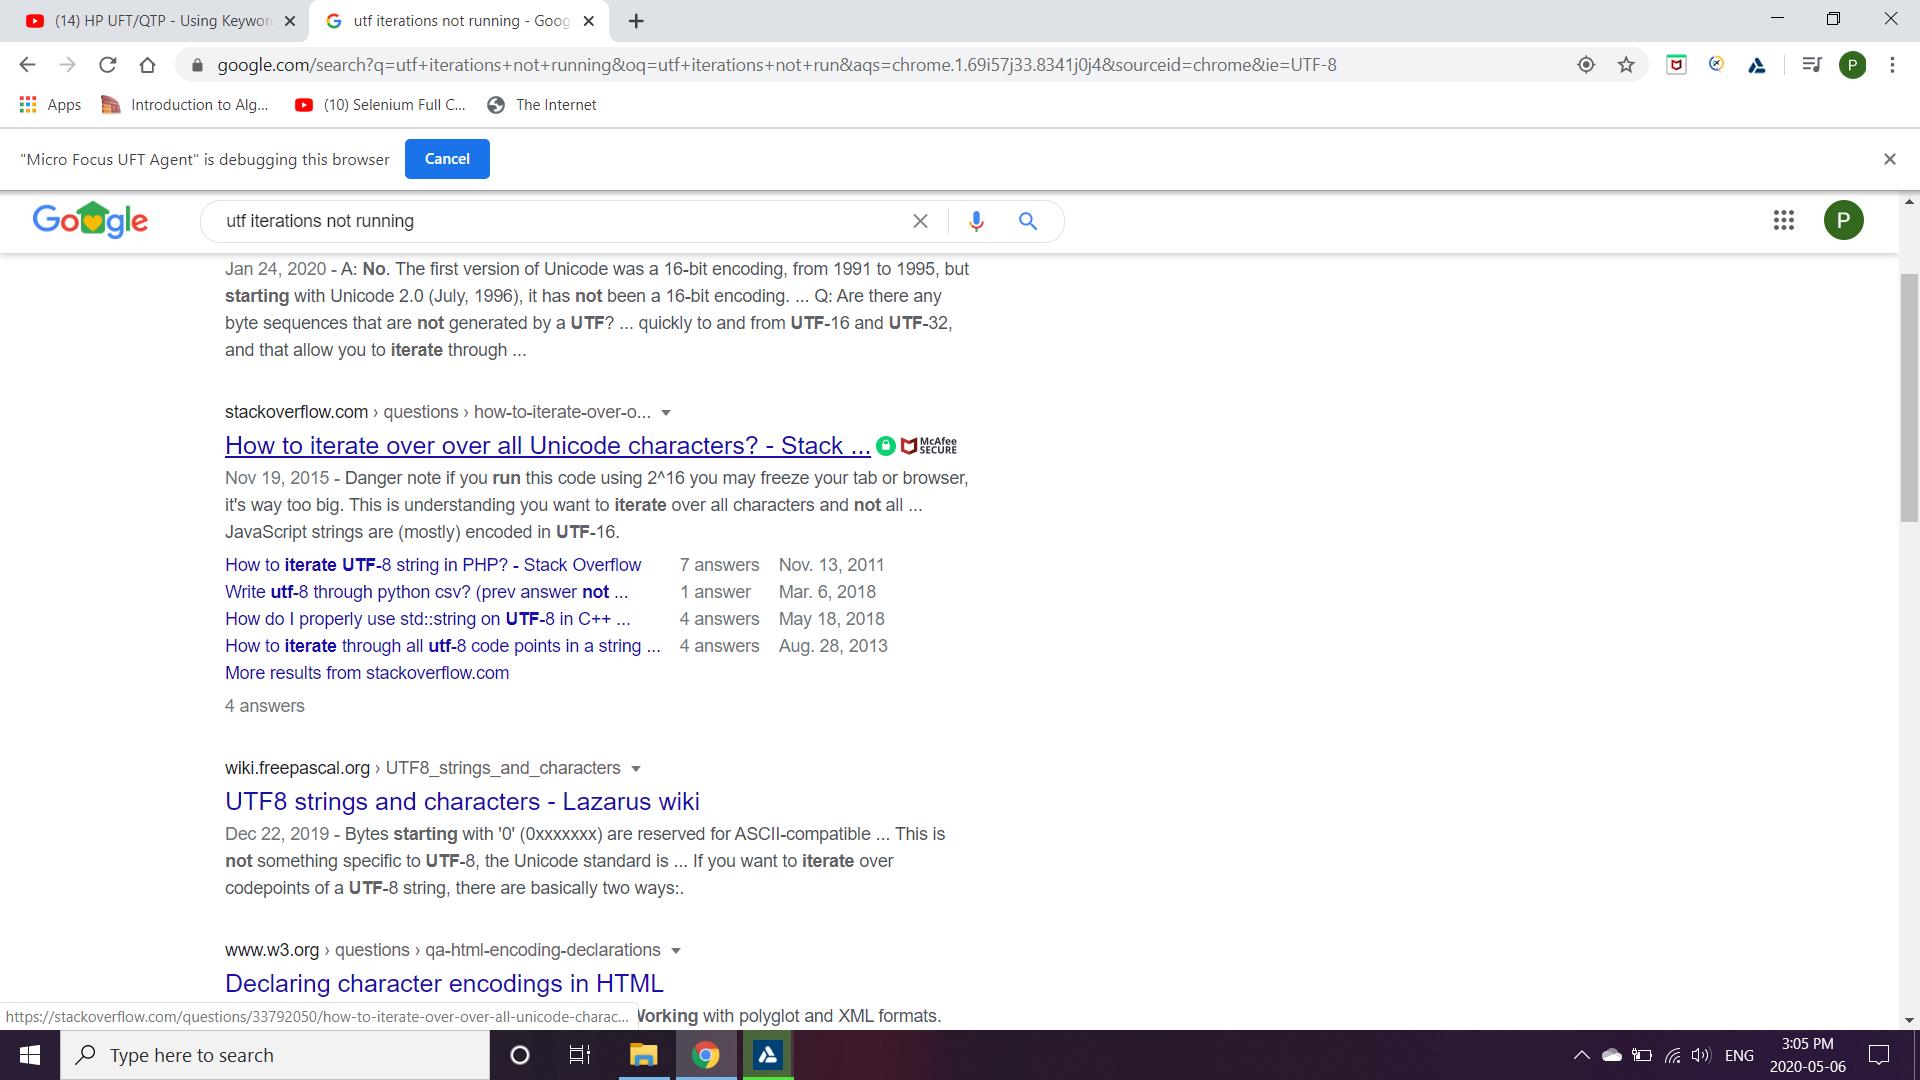 (14) HP UFT/QTP - Using Keywor
utf iterations not running - Goog
google.com/search?q=utf+iterations+not+running&oq=utf+iterations+not+run&aqs=chrome.1.69i57j33.8341j0j4&sourceid=chrome&ie=UTF-8
P
Apps
Introduction to Alg...
(10) Selenium Full C...
The Internet
"Micro Focus UFT Agent" is debugging this browser
Cancel
Google
utf iterations not running
P
Jan 24, 2020 - A: No. The first version of Unicode was a 16-bit encoding, from 1991 to 1995, but
starting with Unicode 2.0 (July, 1996), it has not been a 16-bit encoding. ... Q: Are there any
byte sequences that are not generated by a UTF? ... quickly to and from UTF-16 and UTF-32,
and that allow you to iterate through ...
stackoverflow.com › questions › how-to-iterate-over-o...
How to iterate over over all Unicode characters? - Stack ...
McAfee
SECURE
Nov 19, 2015 - Danger note if you run this code using 2^16 you may freeze your tab or browser,
it's way too big. This is understanding you want to iterate over all characters and not all ...
JavaScript strings are (mostly) encoded in UTF-16.
How to iterate UTF-8 string in PHP? - Stack Overflow 7 answers Nov. 13, 2011
Write utf-8 through python csv? (prev answer not ... 1 answer Mar. 6, 2018
How do I properly use std::string on UTF-8 in C++ ... 4 answers May 18, 2018
How to iterate through all utf-8 code points in a string ... 4 answers Aug. 28, 2013
More results from stackoverflow.com
4 answers
wiki.freepascal.org › UTF8_strings_and_characters
UTF8 strings and characters - Lazarus wiki
Dec 22, 2019 - Bytes starting with '0' (0xxxxxxx) are reserved for ASCII-compatible ... This is
not something specific to UTF-8, the Unicode standard is ... If you want to iterate over
codepoints of a UTF-8 string, there are basically two ways:.
www.w3.org › questions › qa-html-encoding-declarations
Declaring character encodings in HTML
Working with polyglot and XML formats.
https://stackoverflow.com/questions/33792050/how-to-iterate-over-over-all-unicode-charac...
Type here to search
ENG
3:05 PM
2020-05-06